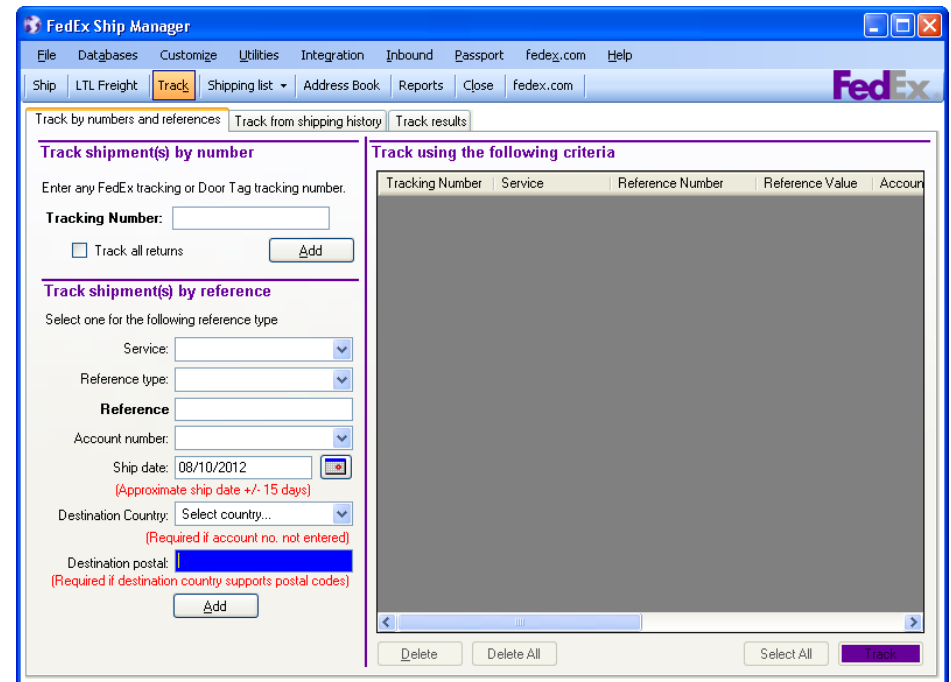 FedEx Ship Manager
File Databases Customize Utilities Integration Inbound Passport fedex.com Help
Ship LTL Freight Track Shipping list Address Book Reports Close fedex.com FedEx
Track by numbers and references Track from shipping history Track results
Track shipment(s) by number
Enter any FedEx tracking or Door Tag tracking number.
Tracking Number:
Track all returns Add
Track shipment(s) by reference
Select one for the following reference type
Service:
Reference type:
Reference
Account number:
Ship date: 08/10/2012
(Approximate ship date +/- 15 days)
Destination Country: Select country...
(Required if account no. not entered)
Destination postal:
(Required if destination country supports postal codes)
Add
Track using the following criteria
Tracking Number Service Reference Number Reference Value Accoun
Delete Delete All Select All Track